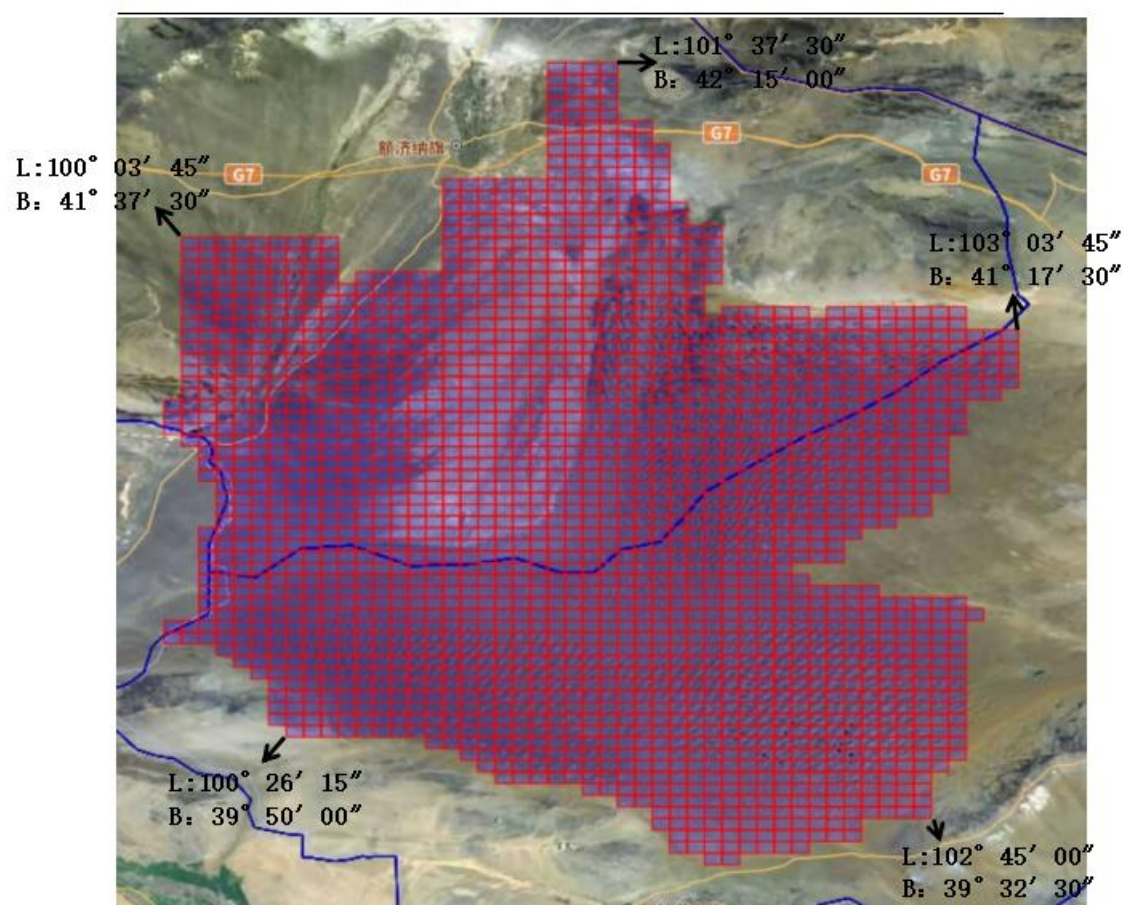 L:101° 37′ 30″
B: 42° 15′ 00″
G7
额济纳旗
L:100° 03′ 45″
B: 41° 37′ 30″
G7
G7
L:103° 03′ 45″
B: 41° 17′ 30″
L:100° 26′ 15″
B: 39° 50′ 00″
L:102° 45′ 00″
B: 39° 32′ 30″